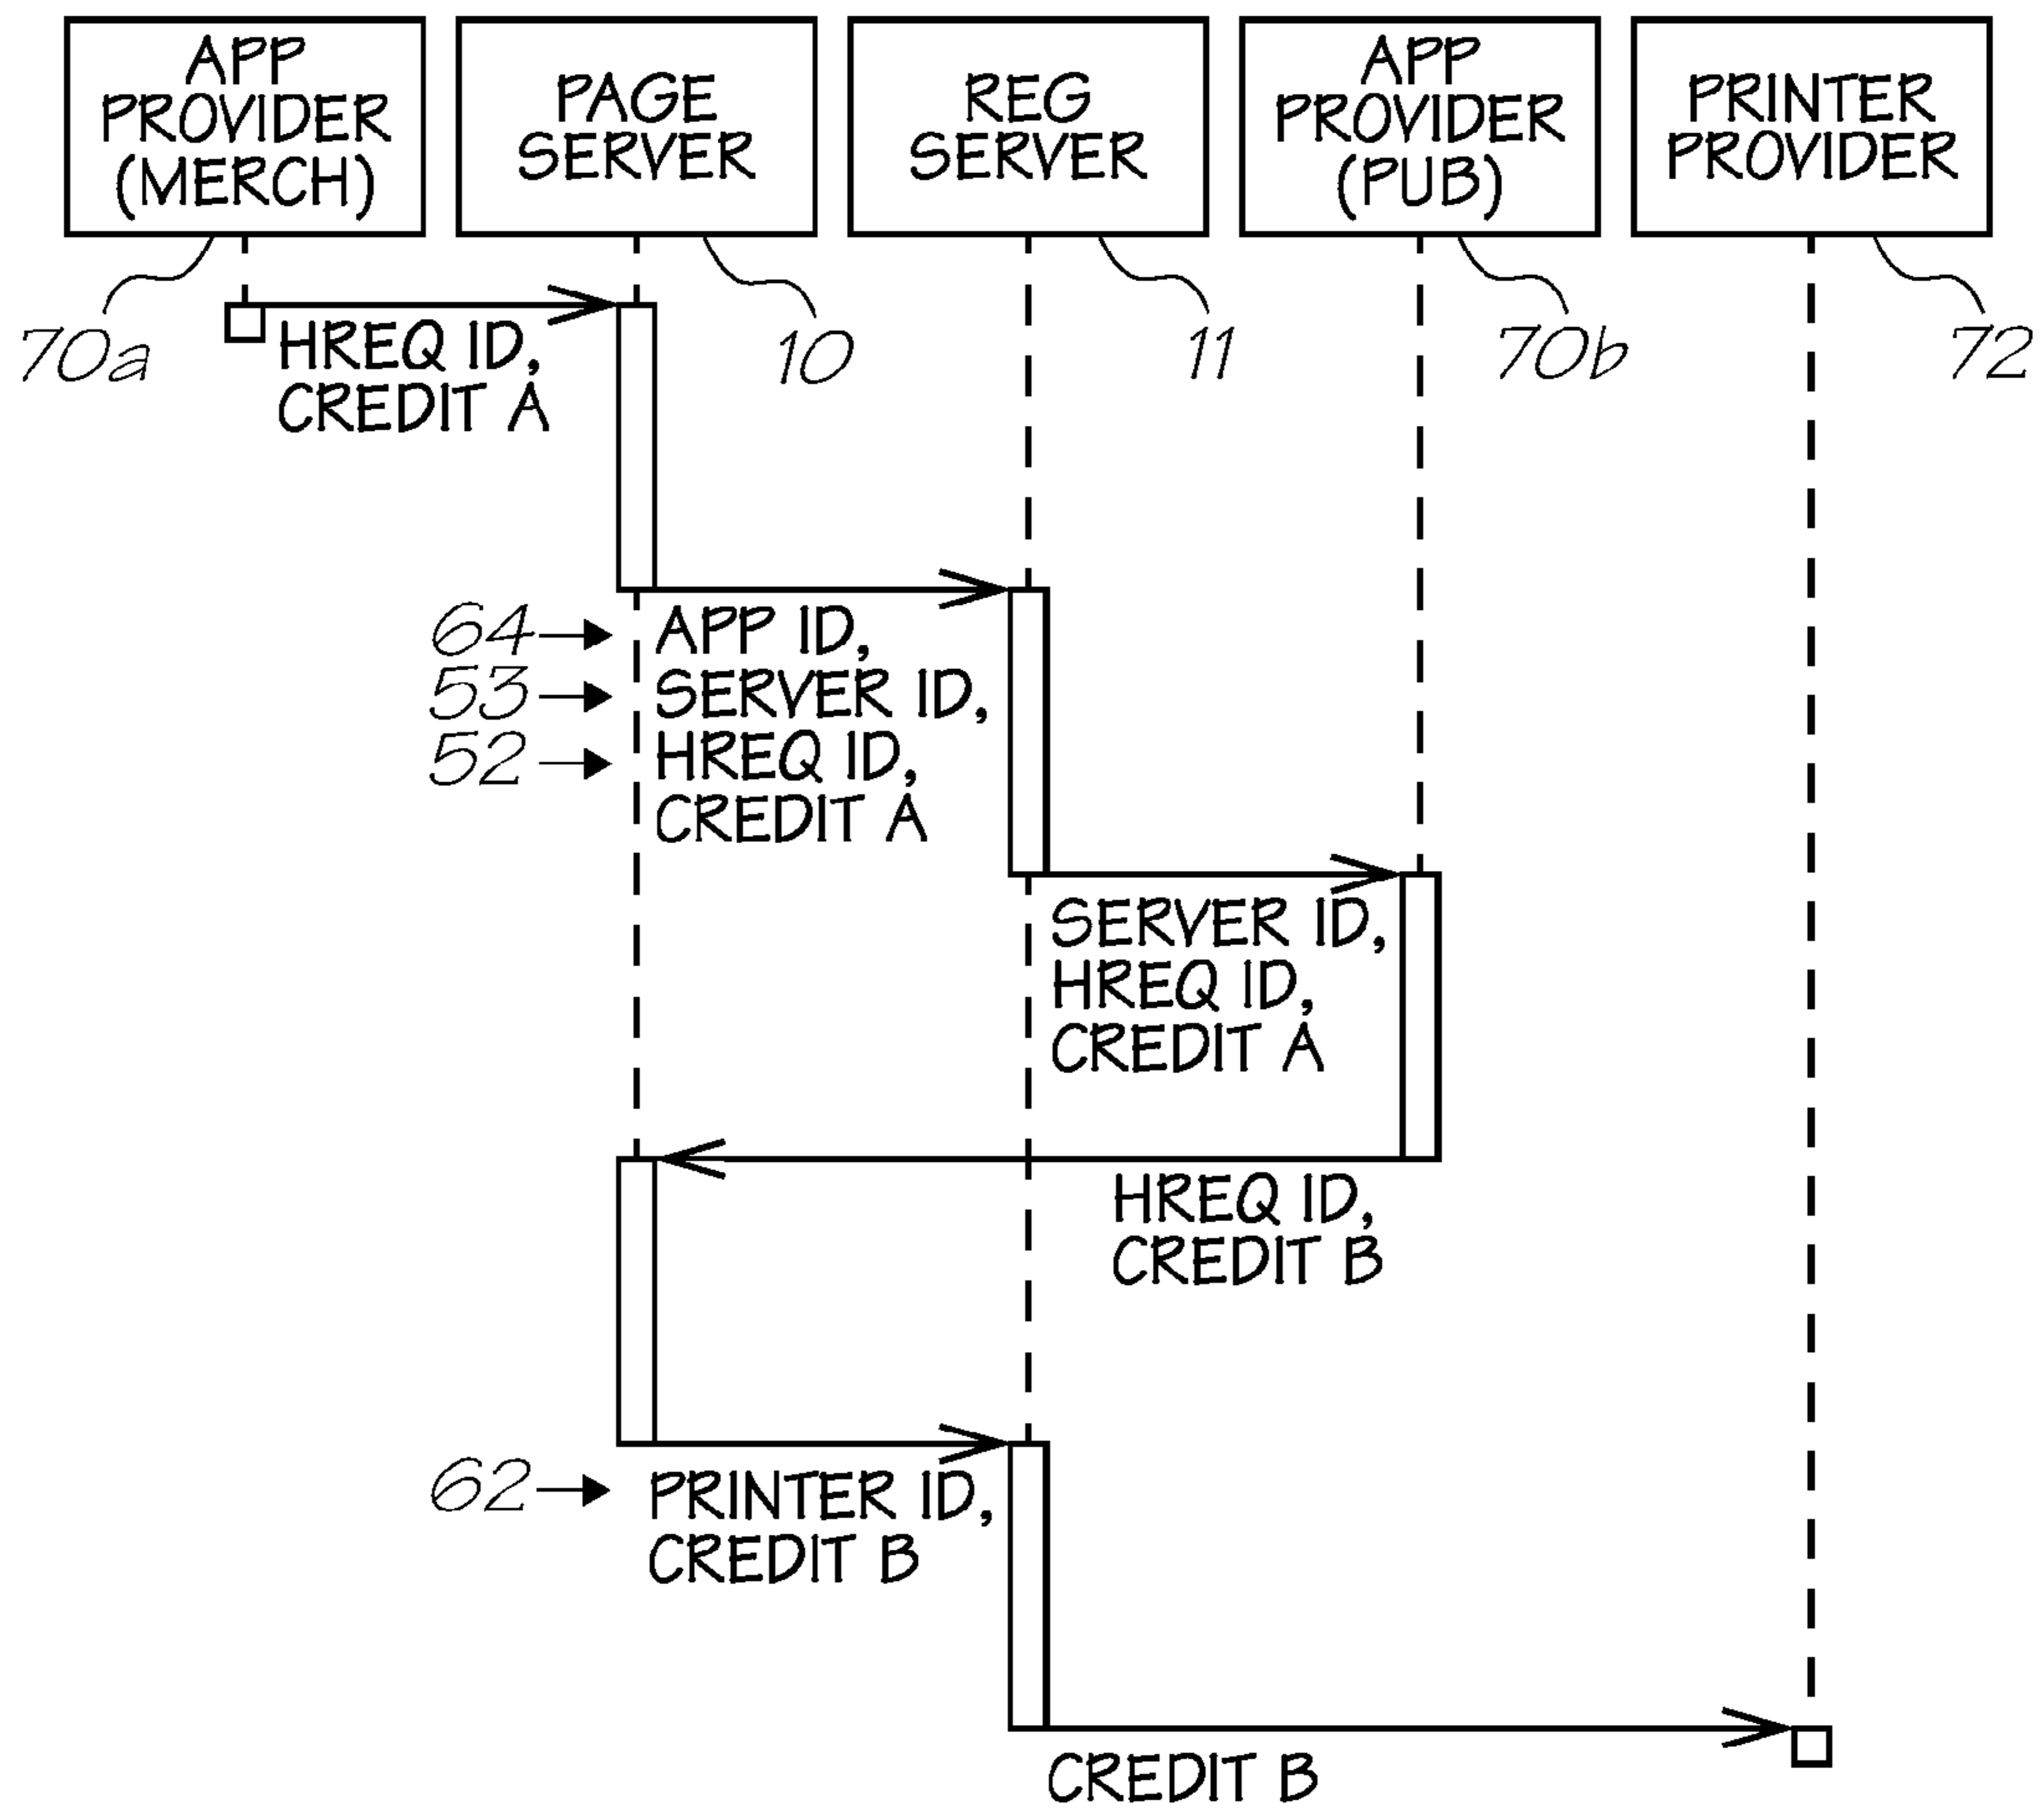 APP
PROVIDER
(MERCH)
PAGE
SERVER
REG
SERVER
APP
PROVIDER
(PUB)
PRINTER
PROVIDER
70a
10
11
70b
72
HREQ ID,
CREDIT A
64
APP ID,
53
SERVER ID,
52
HREQ ID,
CREDIT A
SERVER ID,
HREQ ID,
CREDIT A
HREQ ID,
CREDIT B
62
PRINTER ID,
CREDIT B
CREDIT B